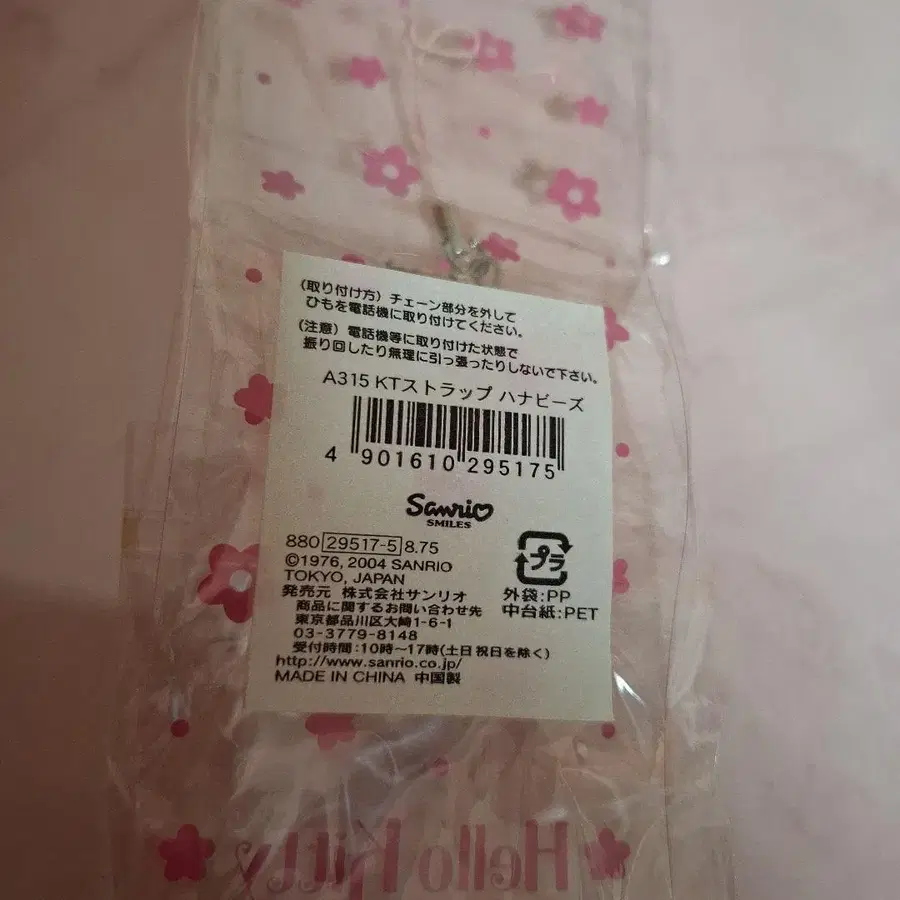 (取り付け方) チェーン部分を外して
ひもを電話機に取り付けてください。
(注意) 電話機等に取り付けた状態で
振り回したり無理に引っ張ったりしないで下さい。
A315 KTストラップ ハナビーズ
4 901610 295175
Sanrio
SMILES
880 29517-5 8.75
©1976, 2004 SANRIO
TOKYO, JAPAN
プラ
発売元 株式会社サンリオ
外袋:PP
商品に関するお問い合わせ先
中台紙:PET
東京都品川区大崎1-6-1
03-3779-8148
受付時間:10時〜17時(土日祝日を除く)
http://www.sanrio.co.jp/
MADE IN CHINA 中国製
Hello Kitty